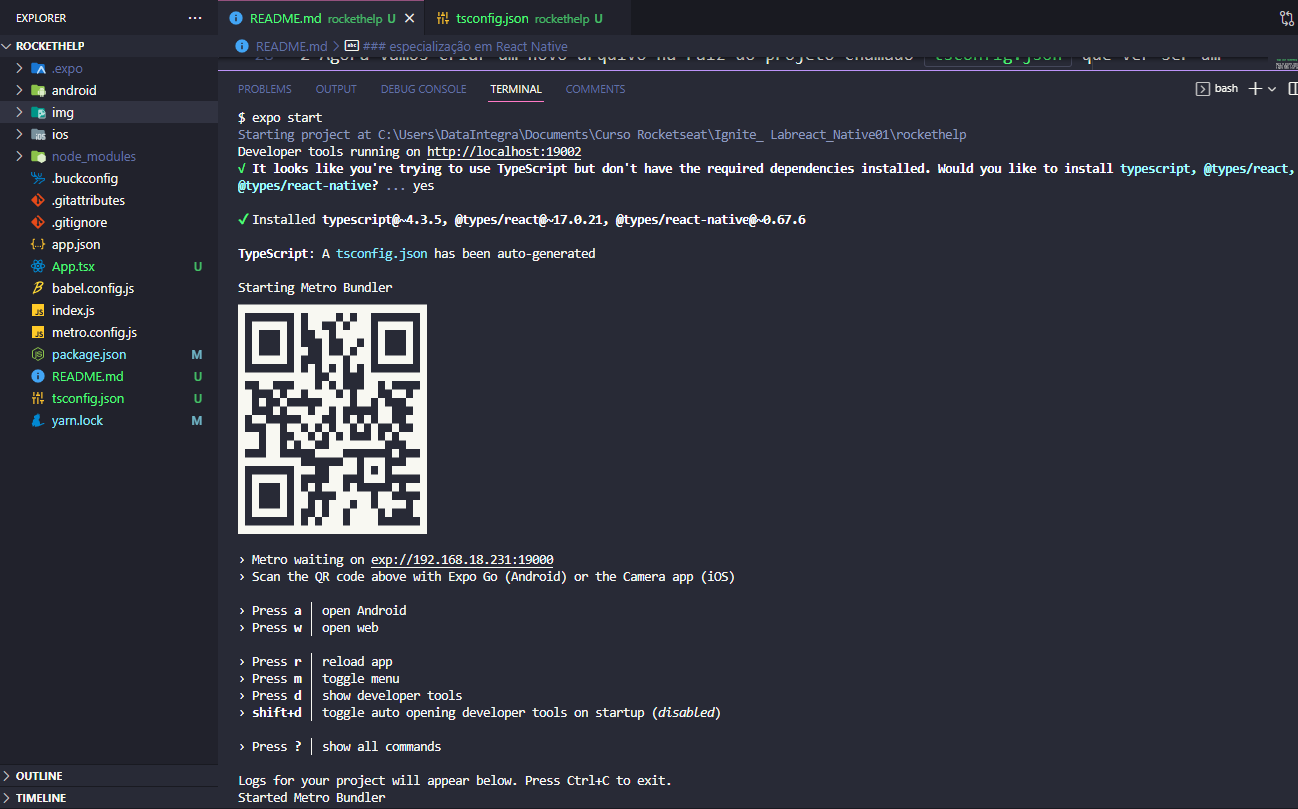 EXPLORER ...
ROCKETHELP
.expo
android
img
ios
node_modules
.buckconfig
.gitattributes
.gitignore
app.json
App.tsx U
babel.config.js
index.js
metro.config.js
package.json M
README.md U
tsconfig.json U
yarn.lock M
OUTLINE
TIMELINE
README.md rockethelp U
tsconfig.json rockethelp U
README.md > abc ### especialização em React Native
PROBLEMS OUTPUT DEBUG CONSOLE TERMINAL COMMENTS
bash
$ expo start
Starting project at C:\Users\DataIntegra\Documents\Curso Rocketseat\Ignite_ Labreact_Native01\rockethelp
Developer tools running on http://localhost:19002
√ It looks like you're trying to use TypeScript but don't have the required dependencies installed. Would you like to install typescript, @types/react,
@types/react-native? ... yes
✔ Installed typescript@~4.3.5, @types/react@~17.0.21, @types/react-native@~0.67.6
TypeScript: A tsconfig.json has been auto-generated
Starting Metro Bundler
› Metro waiting on exp://192.168.18.231:19000
› Scan the QR code above with Expo Go (Android) or the Camera app (iOS)
› Press a │ open Android
› Press w │ open web
› Press r │ reload app
› Press m │ toggle menu
› Press d │ show developer tools
› shift+d │ toggle auto opening developer tools on startup (disabled)
› Press ? │ show all commands
Logs for your project will appear below. Press Ctrl+C to exit.
Started Metro Bundler